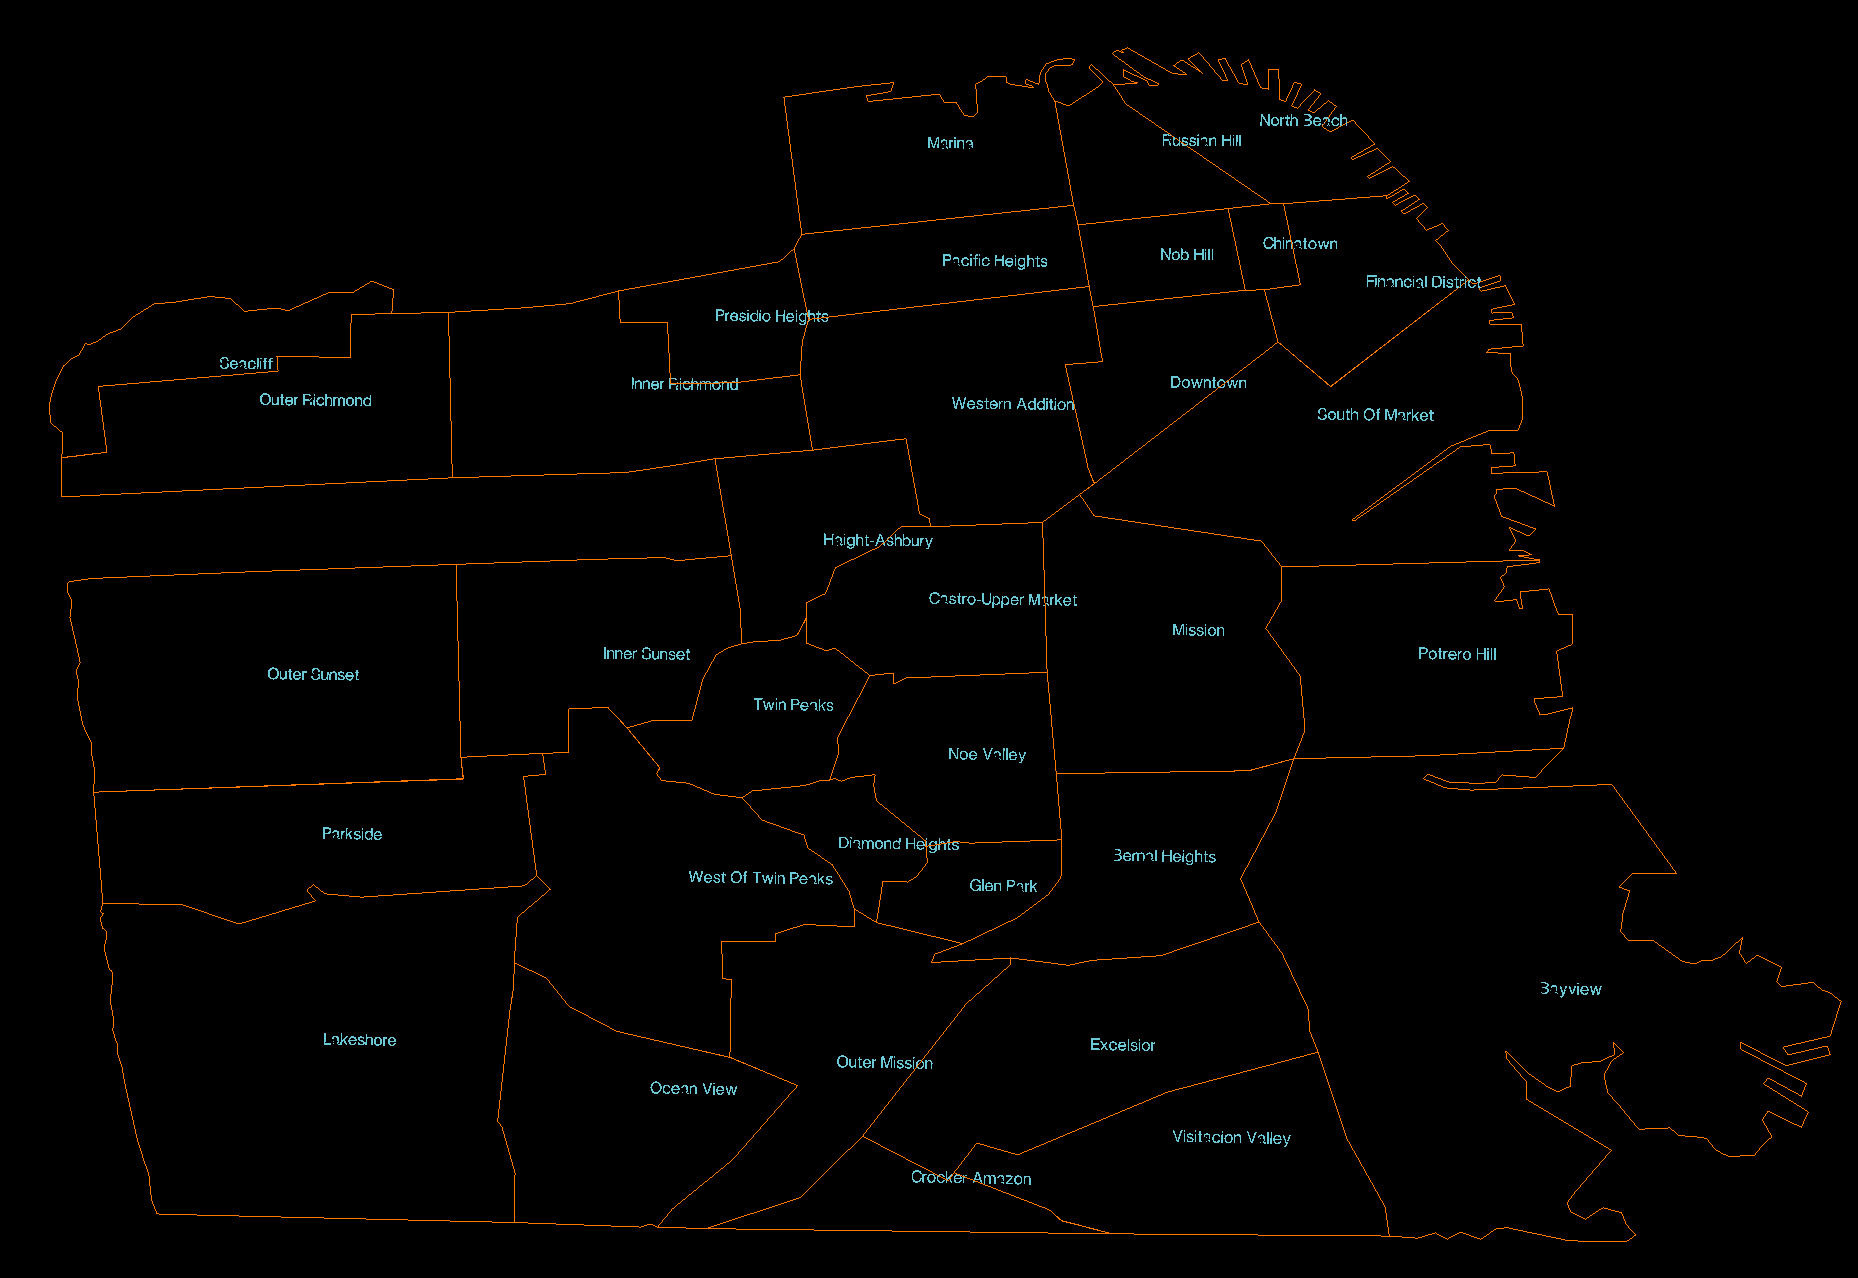 North Beach
Russian Hill
Marina
Chinatown
Nob Hill
Pacific Heights
Financial District
Presidio Heights
Seacliff
Inner Richmond
Downtown
Outer Richmond
Western Addition
South Of Market
Haight-Ashbury
Castro-Upper Market
Mission
Inner Sunset
Potrero Hill
Outer Sunset
Twin Peaks
Noe Valley
Parkside
Diamond Heights
Bernal Heights
West Of Twin Peaks
Glen Park
Bayview
Lakeshore
Excelsior
Outer Mission
Ocean View
Visitacion Valley
Crocker Amazon